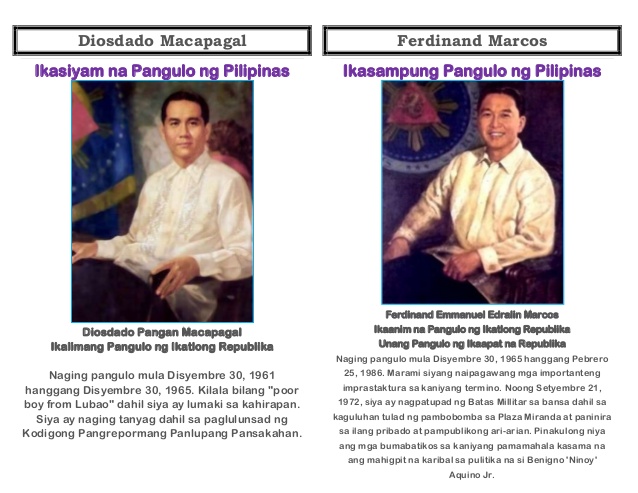 Diosdado Macapagal
Ikasiyam na Pangulo ng Pilipinas
Diosdado Pangan Macapagal
Ikalimang Pangulo ng Ikatlong Republika
Naging pangulo mula Disyembre 30, 1961
hanggang Disyembre 30, 1965. Kilala bilang "poor
boy from Lubao" dahil siya ay lumaki sa kahirapan.
Siya ay naging tanyag dahil sa paglulunsad ng
Kodigong Pangrepormang Panlupang Pansakahan.
Ferdinand Marcos
Ikasampung Pangulo ng Pilipinas
Ferdinand Emmanuel Edralin Marcos
Ikaanim na Pangulo ng Ikatlong Republika
Unang Pangulo ng Ikaapat na Republika
Naging pangulo mula Disyembre 30, 1965 hanggang Pebrero
25, 1986. Marami siyang naipagawang mga importanteng
imprastaktura sa kaniyang termino. Noong Setyembre 21,
1972, siya ay nagpatupad ng Batas Militar sa bansa dahil sa
kaguluhan tulad ng pambobomba sa Plaza Miranda at paninira
sa ilang pribado at pampublikong ari-arian. Pinakulong niya
ang mga bumabatikos sa kaniyang pamamahala kasama na
ang mahigpit na karibal sa pulitika na si Benigno 'Ninoy'
Aquino Jr.